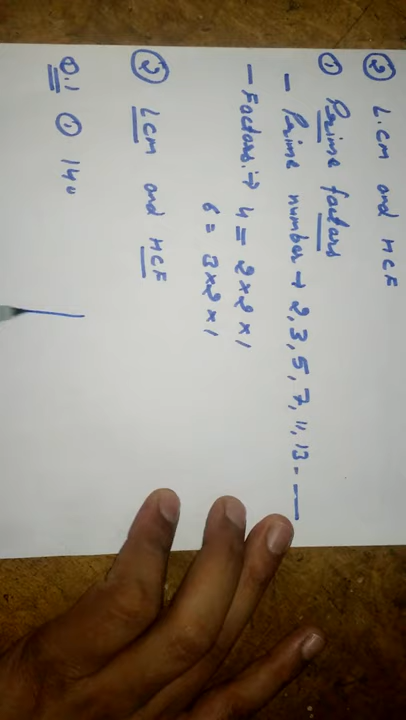 ② L.cm and HCF
① Prime factors
- Prime number → 2, 3, 5, 7, 11, 13 - —
- Factors → 4 = 2×2×1
6 = 3×2×1
② LCM and HCF
Q.1 ① 140